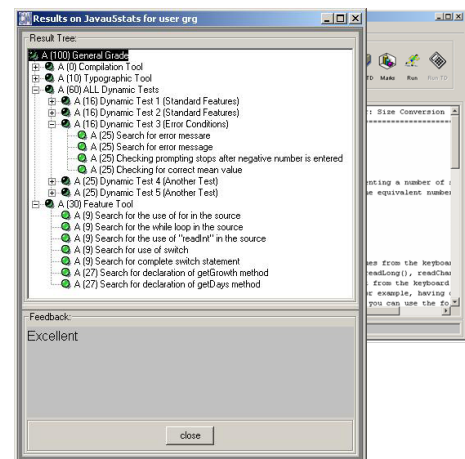 Results on Javau5stats for user grg
Result Tree:
A (100) General Grade
A (0) Compilation Tool
A (10) Typographic Tool
A (60) ALL Dynamic Tests
A (16) Dynamic Test 1 (Standard Features)
A (16) Dynamic Test 2 (Standard Features)
A (16) Dynamic Test 3 (Error Conditions)
A (25) Search for error messare
A (25) Search for error message
A (25) Checking prompting stops after negative number is entered
A (25) Checking for correct mean value
A (25) Dynamic Test 4 (Another Test)
A (25) Dynamic Test 5 (Another Test)
A (30) Feature Tool
A (9) Search for the use of for in the source
A (9) Search for the while loop in the source
A (9) Search for the use of "readInt" in the source
A (9) Search for use of switch
A (9) Search for complete switch statement
A (27) Search for declaration of getGrowth method
A (27) Search for declaration of getDays method
Feedback:
Excellent
close
TD Marks Run Run TD
: Size Conversion
enting a number of
e equivalent number
es from the keyboa
eadLong(), readCha
from the keyboard
r example, having
you can use the fo